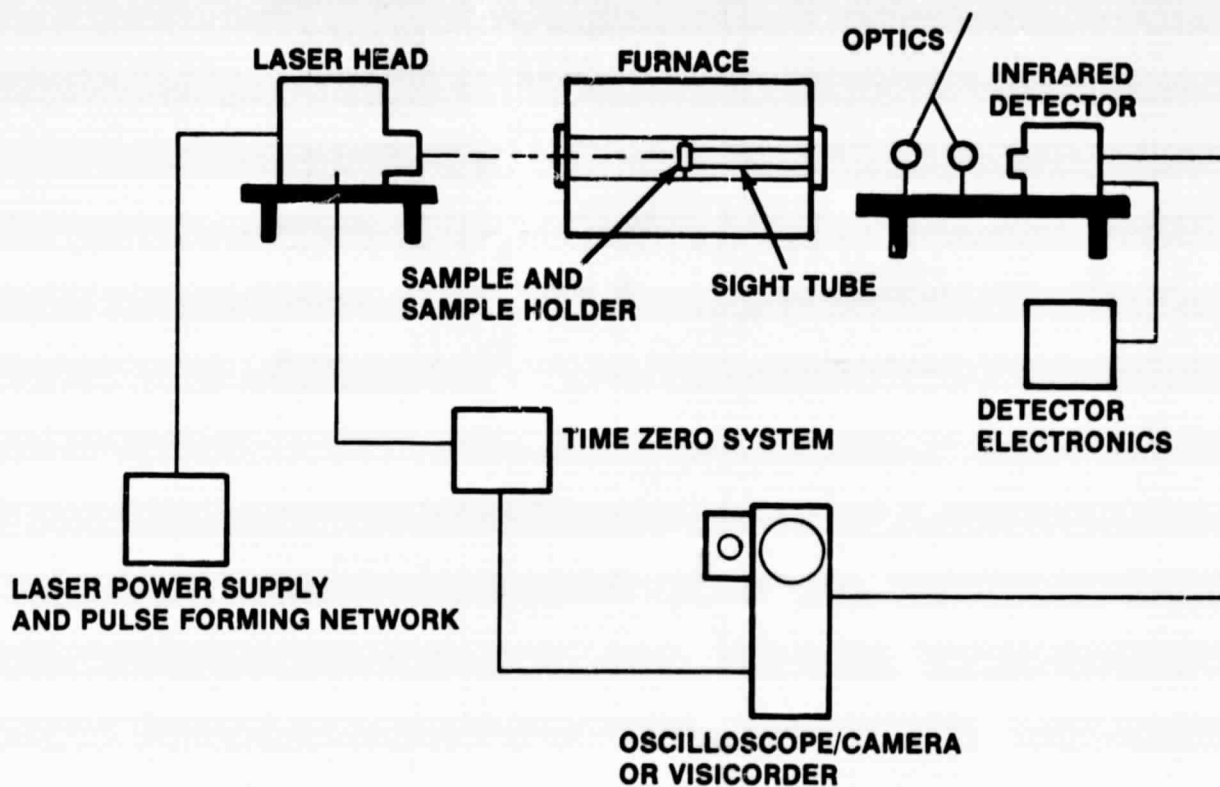 LASER HEAD
FURNACE
OPTICS
INFRARED
DETECTOR
SAMPLE AND
SAMPLE HOLDER
SIGHT TUBE
DETECTOR
ELECTRONICS
TIME ZERO SYSTEM
LASER POWER SUPPLY
AND PULSE FORMING NETWORK
OSCILLOSCOPE/CAMERA
OR VISICORDER